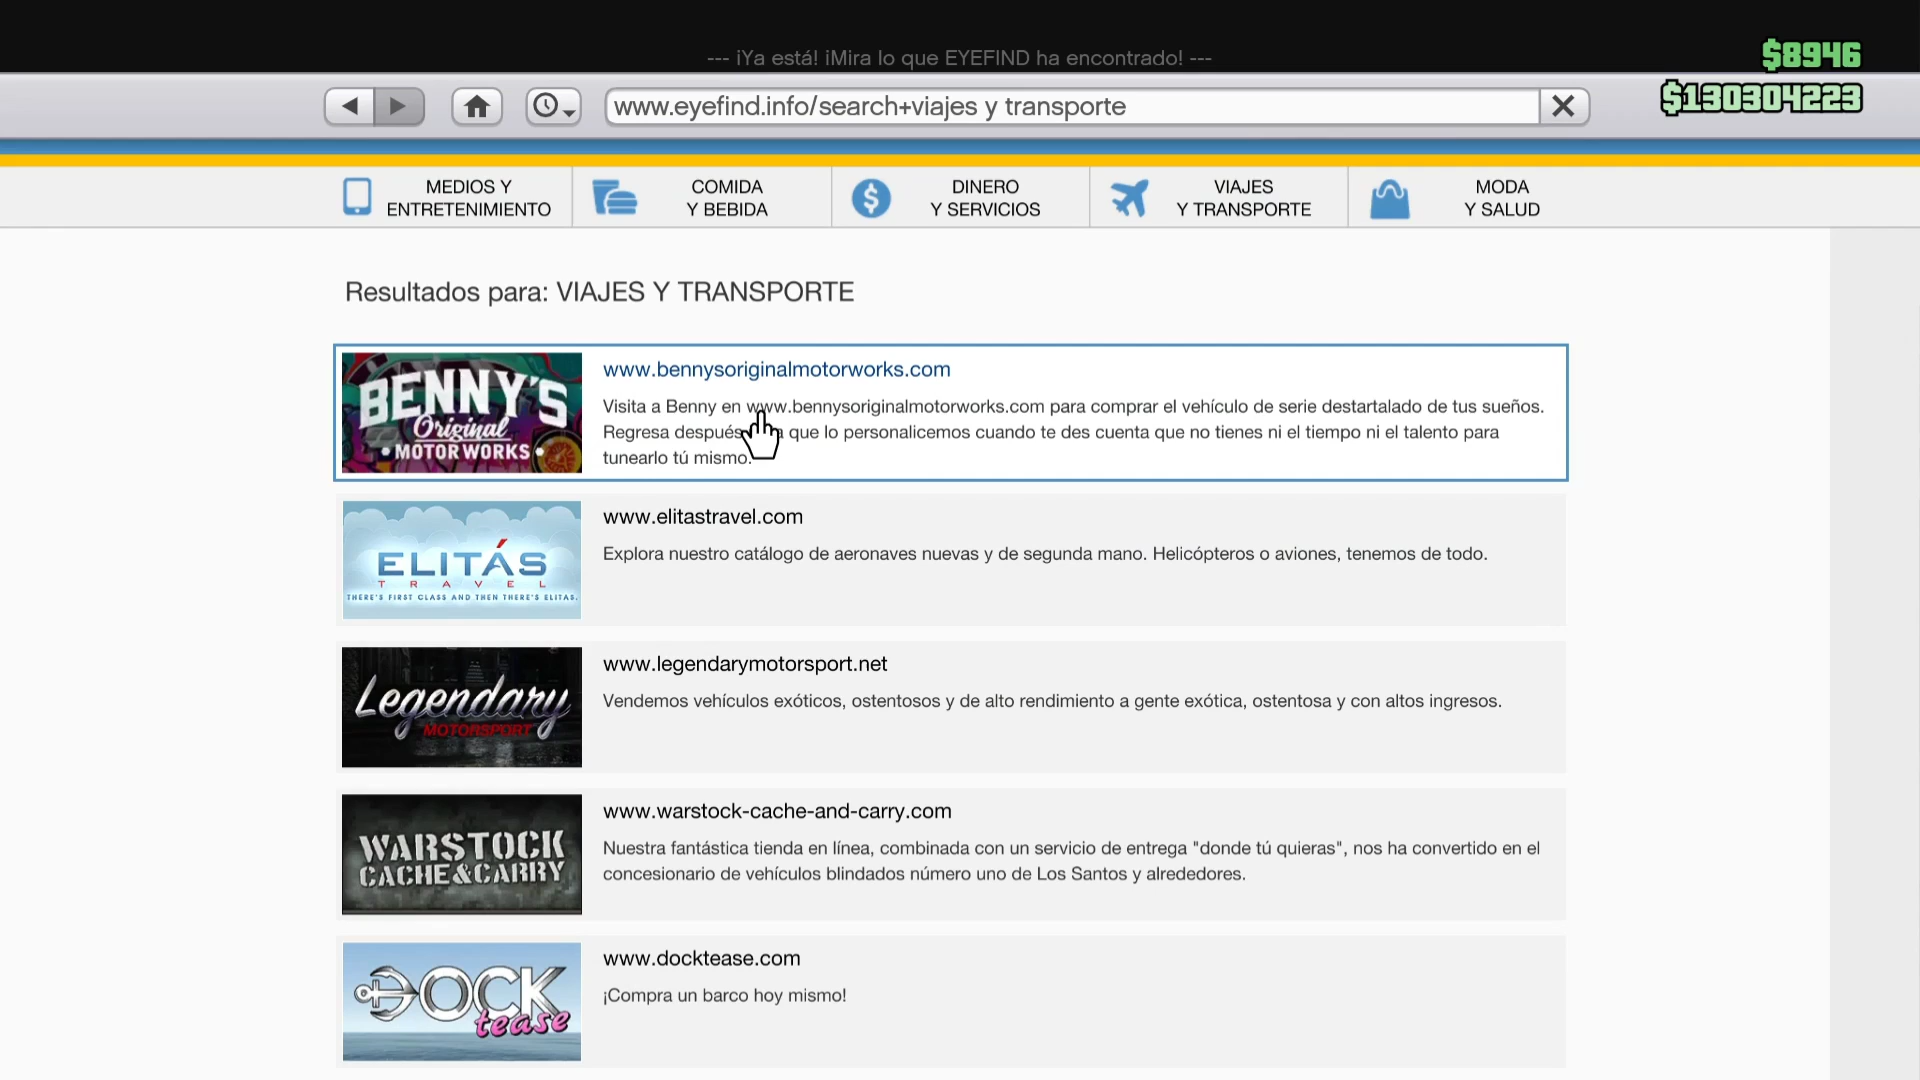 --- ¡Ya está! ¡Mira lo que EYEFIND ha encontrado! ---
$8946
www.eyefind.info/search+viajes y transporte
$130304223
MEDIOS Y
ENTRETENIMIENTO
COMIDA
Y BEBIDA
DINERO
Y SERVICIOS
VIAJES
Y TRANSPORTE
MODA
Y SALUD
Resultados para: VIAJES Y TRANSPORTE
BENNY'S
Original
MOTOR WORKS
www.bennysoriginalmotorworks.com
Visita a Benny en www.bennysoriginalmotorworks.com para comprar el vehículo de serie destartalado de tus sueños.
Regresa después que lo personalicemos cuando te des cuenta que no tienes ni el tiempo ni el talento para
tunearlo tú mismo.
ELITÁS
TRAVEL
THERE'S FIRST CLASS AND THEN THERE'S ELITAS.
www.elitastravel.com
Explora nuestro catálogo de aeronaves nuevas y de segunda mano. Helicópteros o aviones, tenemos de todo.
Legendary
MOTORSPORT
www.legendarymotorsport.net
Vendemos vehículos exóticos, ostentosos y de alto rendimiento a gente exótica, ostentosa y con altos ingresos.
WARSTOCK
CACHE&CARRY
www.warstock-cache-and-carry.com
Nuestra fantástica tienda en línea, combinada con un servicio de entrega "donde tú quieras", nos ha convertido en el
concesionario de vehículos blindados número uno de Los Santos y alrededores.
DOCK
tease
www.docktease.com
¡Compra un barco hoy mismo!